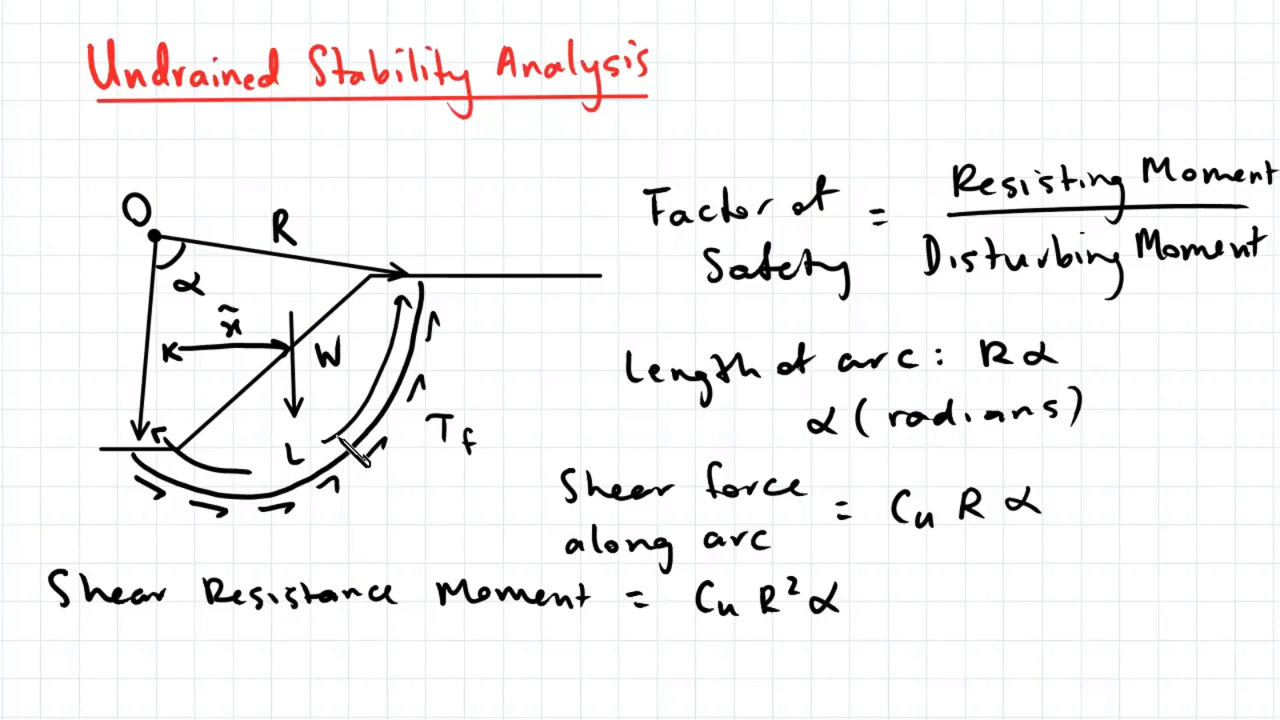 Undrained Stability Analysis
O
R
α
x̃
W
L
T_f
Factor of Safety = Resisting Moment
Disturbing Moment
Length of arc: Rα
α (radians)
Shear force along arc = Cu R α
Shear Resistance Moment = Cu R² α